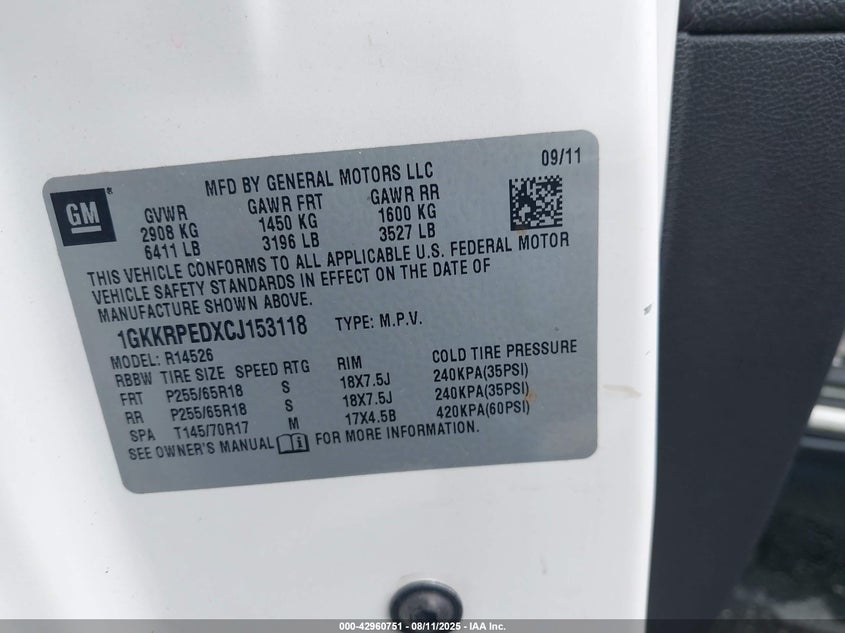 09/11
MFD BY GENERAL MOTORS LLC
GM ®
GVWR GAWR FRT GAWR RR
2908 KG 1450 KG 1600 KG
6411 LB 3196 LB 3527 LB
THIS VEHICLE CONFORMS TO ALL APPLICABLE U.S. FEDERAL MOTOR
VEHICLE SAFETY STANDARDS IN EFFECT ON THE DATE OF
MANUFACTURE SHOWN ABOVE.
1GKKRPEDXCJ153118 TYPE: M.P.V.
MODEL: R14526
RBBW TIRE SIZE SPEED RTG RIM COLD TIRE PRESSURE
FRT P255/65R18 S 18X7.5J 240KPA(35PSI)
RR P255/65R18 S 18X7.5J 240KPA(35PSI)
SPA T145/70R17 M 17X4.5B 420KPA(60PSI)
SEE OWNER'S MANUAL i FOR MORE INFORMATION.
000-42960751 - 08/11/2025 - IAA Inc.